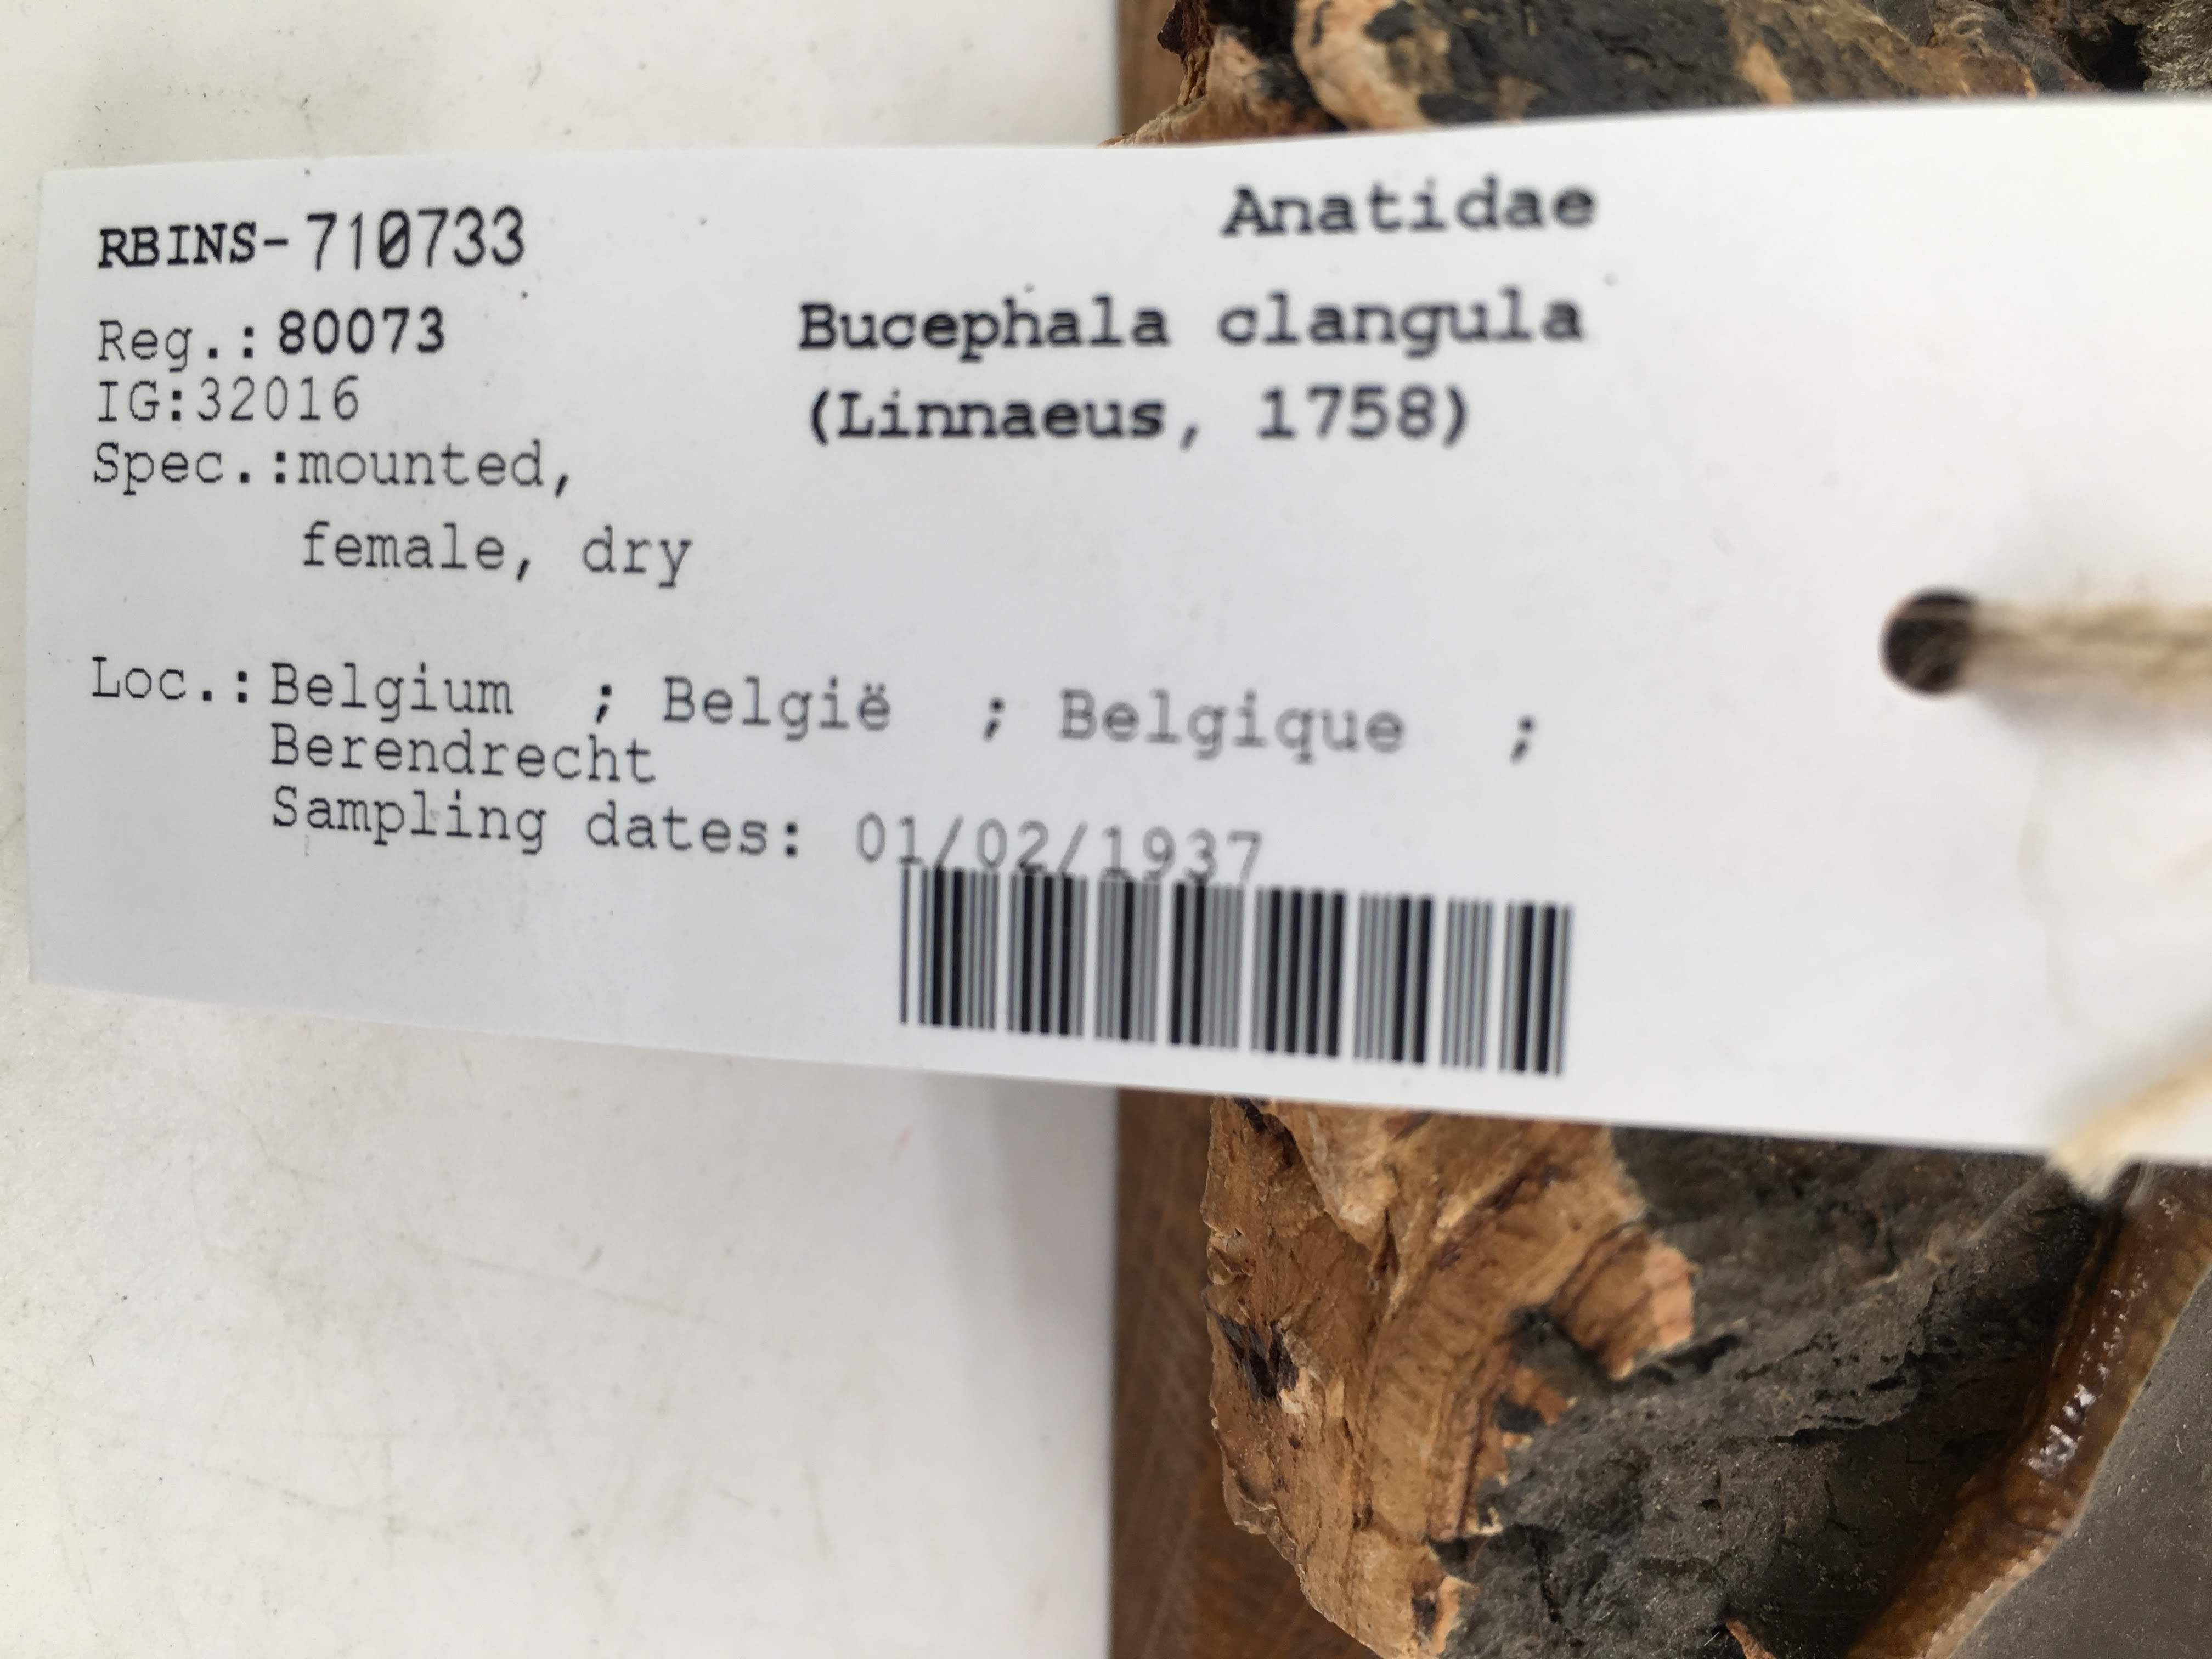 RBINS-710733
Anatidae
Reg.: 80073
Bucephala clangula
IG:32016
(Linnaeus, 1758)
Spec.:mounted,
female, dry
Loc.: Belgium ; België ; Belgique ;
Berendrecht
Sampling dates: 01/02/1937